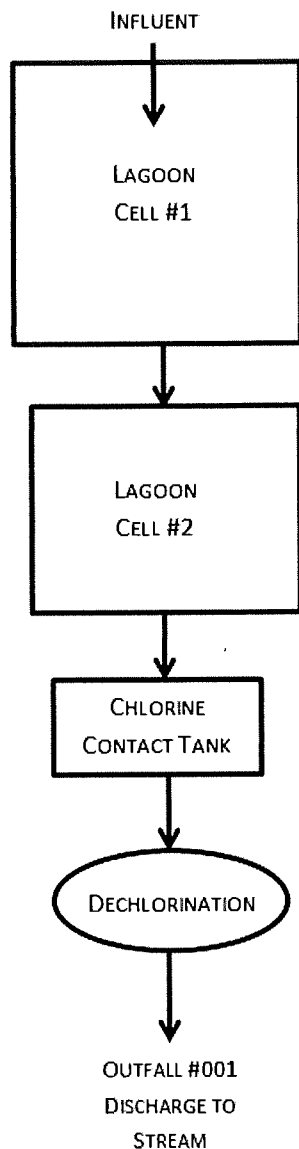 INFLUENT
LAGOON
CELL #1
LAGOON
CELL #2
CHLORINE
CONTACT TANK
DECHLORINATION
OUTFALL #001
DISCHARGE TO
STREAM